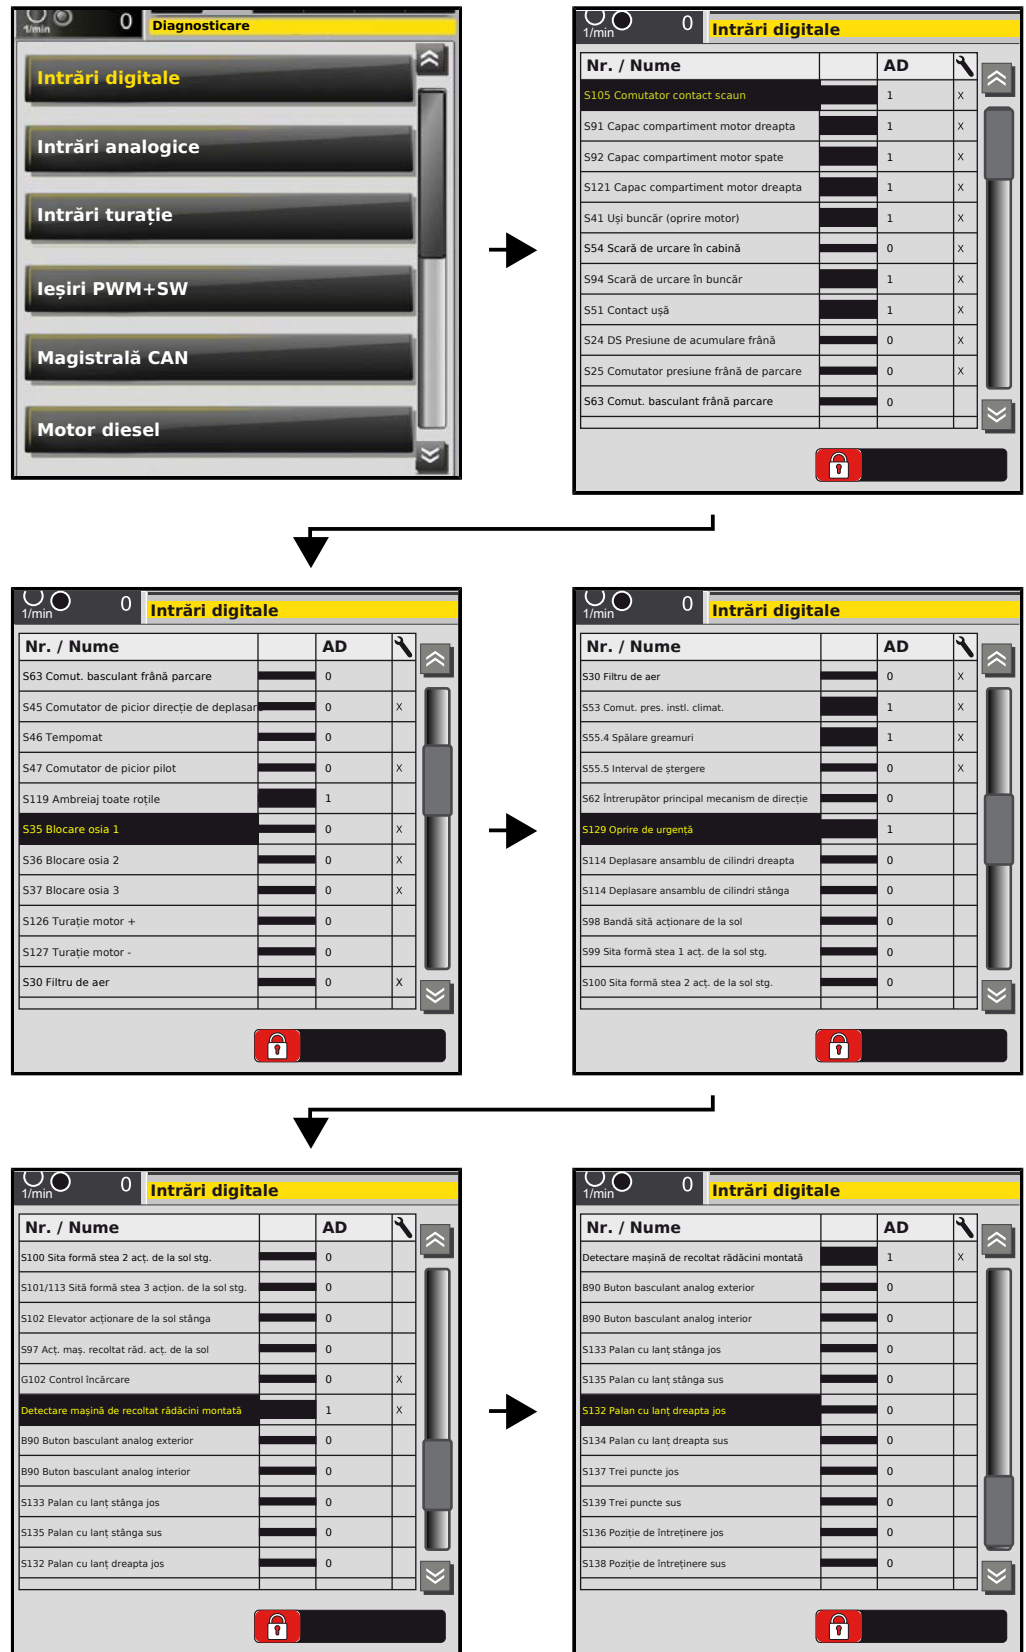 1/min 0 Diagnosticare
Intrări digitale
Intrări analogice
Intrări turație
Ieșiri PWM+SW
Magistrală CAN
Motor diesel
1/min 0 Intrări digitale
Nr. / Nume AD
S105 Comutator contact scaun 1 X
S91 Capac compartiment motor dreapta 1 X
S92 Capac compartiment motor spate 1 X
S121 Capac compartiment motor dreapta 1 X
S41 Uși buncăr (oprire motor) 1 X
S54 Scară de urcare în cabină 0 X
S94 Scară de urcare în buncăr 1 X
S51 Contact ușă 1 X
S24 DS Presiune de acumulare frână 0 X
S25 Comutator presiune frână de parcare 0 X
S63 Comut. basculant frână parcare 0
1/min 0 Intrări digitale
Nr. / Nume AD
S63 Comut. basculant frână parcare 0
S45 Comutator de picior direcție de deplasar 0 X
S46 Tempomat 0
S47 Comutator de picior pilot 0 X
S119 Ambreiaj toate roțile 1
S35 Blocare osia 1 0 X
S36 Blocare osia 2 0 X
S37 Blocare osia 3 0 X
S126 Turație motor + 0
S127 Turație motor - 0
S30 Filtru de aer 0 X
1/min 0 Intrări digitale
Nr. / Nume AD
S30 Filtru de aer 0 X
S53 Comut. pres. instl. climat. 1 X
S55.4 Spălare greamuri 1 X
S55.5 Interval de ștergere 0 X
S62 Întrerupător principal mecanism de direcție 0
S129 Oprire de urgență 1
S114 Deplasare ansamblu de cilindri dreapta 0
S114 Deplasare ansamblu de cilindri stânga 0
S98 Bandă sită acționare de la sol 0
S99 Sita formă stea 1 acț. de la sol stg. 0
S100 Sita formă stea 2 acț. de la sol stg. 0
1/min 0 Intrări digitale
Nr. / Nume AD
S100 Sita formă stea 2 acț. de la sol stg. 0
S101/113 Sită formă stea 3 acțion. de la sol stg. 0
S102 Elevator acționare de la sol stânga 0
S97 Acț. maș. recoltat răd. acț. de la sol 0
G102 Control încărcare 0 X
Detectare mașină de recoltat rădăcini montată 1 X
B90 Buton basculant analog exterior 0
B90 Buton basculant analog interior 0
S133 Palan cu lanț stânga jos 0
S135 Palan cu lanț stânga sus 0
S132 Palan cu lanț dreapta jos 0
1/min 0 Intrări digitale
Nr. / Nume AD
Detectare mașină de recoltat rădăcini montată 1 X
B90 Buton basculant analog exterior 0
B90 Buton basculant analog interior 0
S133 Palan cu lanț stânga jos 0
S135 Palan cu lanț stânga sus 0
S132 Palan cu lanț dreapta jos 0
S134 Palan cu lanț dreapta sus 0
S137 Trei puncte jos 0
S139 Trei puncte sus 0
S136 Poziție de întreținere jos 0
S138 Poziție de întreținere sus 0